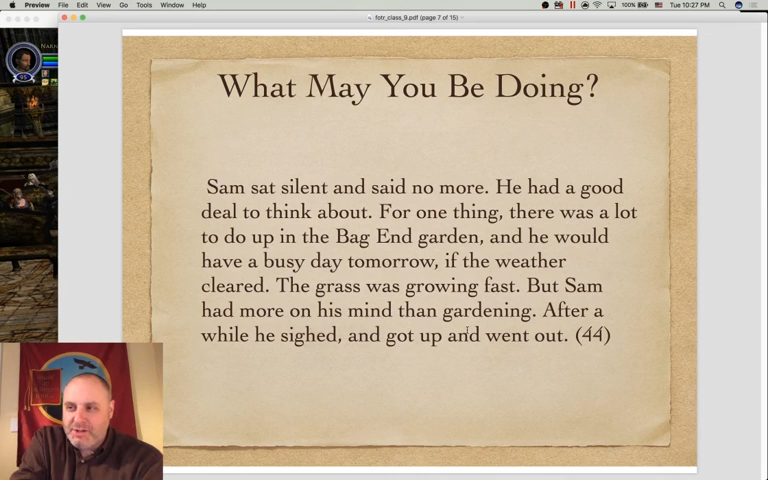 Preview File Edit View Go Tools Window Help
100% Tue 10:27 PM
fotr_class_9.pdf (page 7 of 15)
95
What May You Be Doing?
Sam sat silent and said no more. He had a good
deal to think about. For one thing, there was a lot
to do up in the Bag End garden, and he would
have a busy day tomorrow, if the weather
cleared. The grass was growing fast. But Sam
had more on his mind than gardening. After a
while he sighed, and got up and went out. (44)